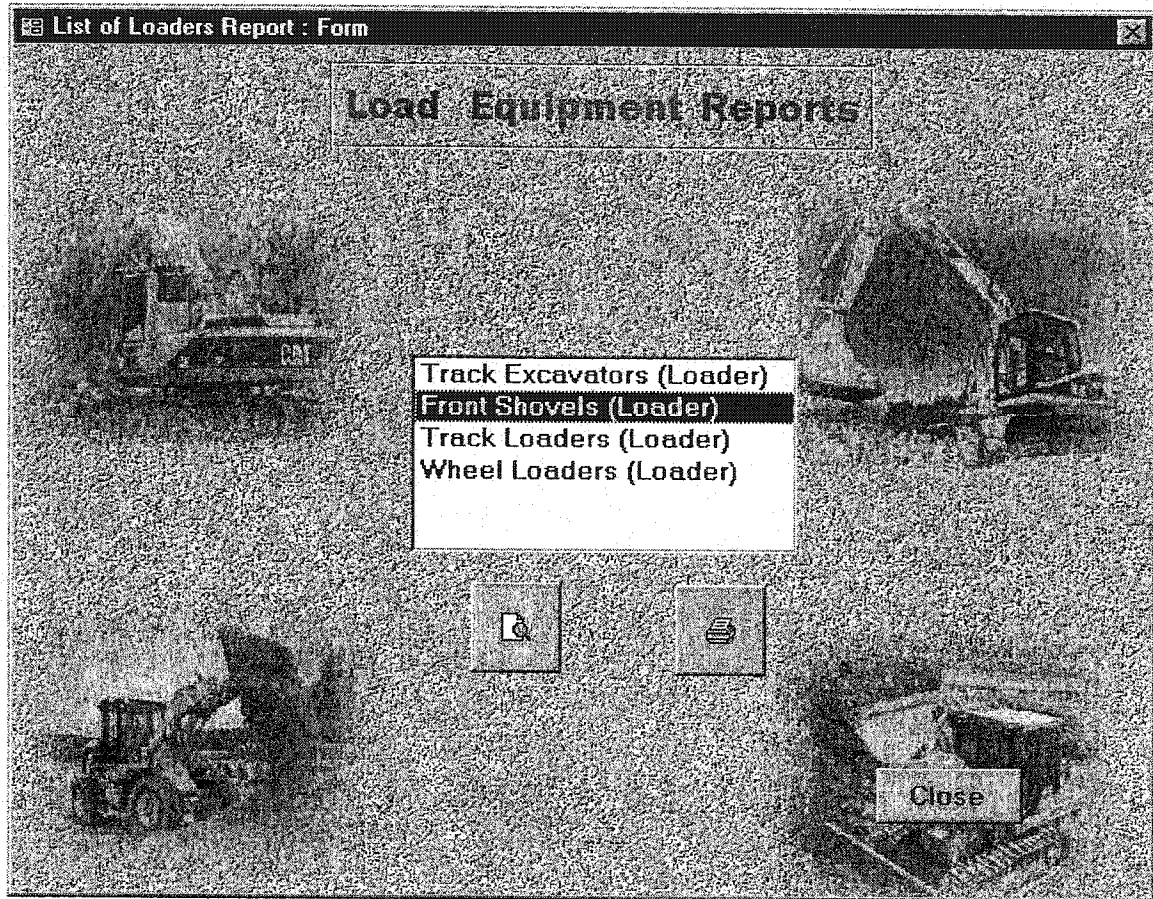 List of Loaders Report : Form
Load Equipment Reports
CAT
Track Excavators (Loader)
Front Shovels (Loader)
Track Loaders (Loader)
Wheel Loaders (Loader)
Close